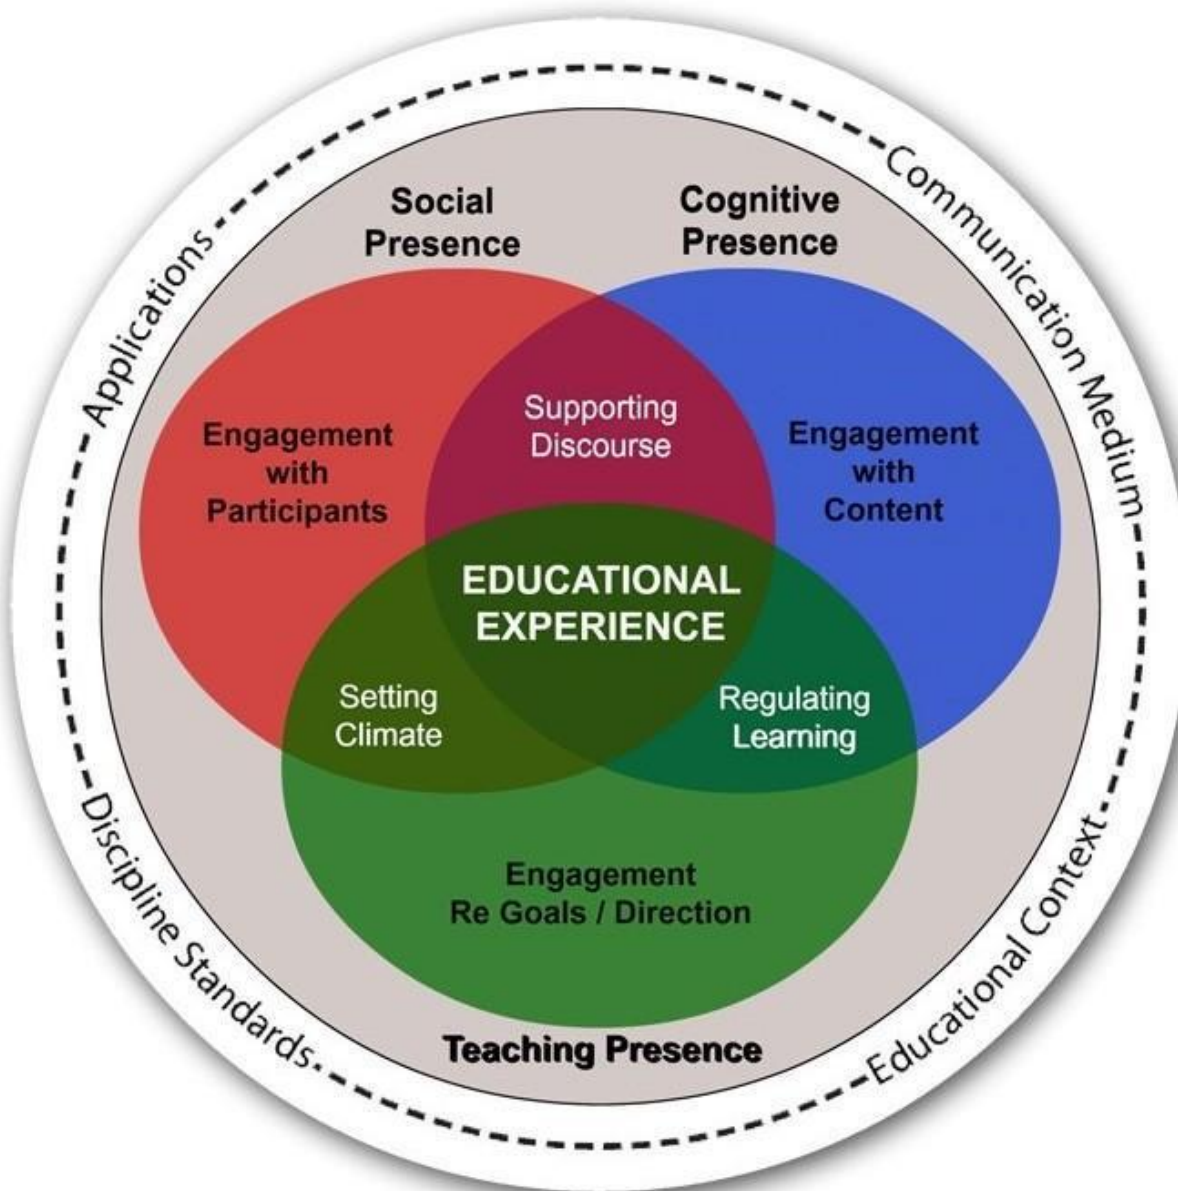 Social
Presence
Cognitive
Presence
Communication Medium
Applications
Supporting
Discourse
Engagement
with
Participants
Engagement
with
Content
EDUCATIONAL
EXPERIENCE
Setting
Climate
Regulating
Learning
Engagement
Re Goals / Direction
Discipline Standards
Educational Context
Teaching Presence